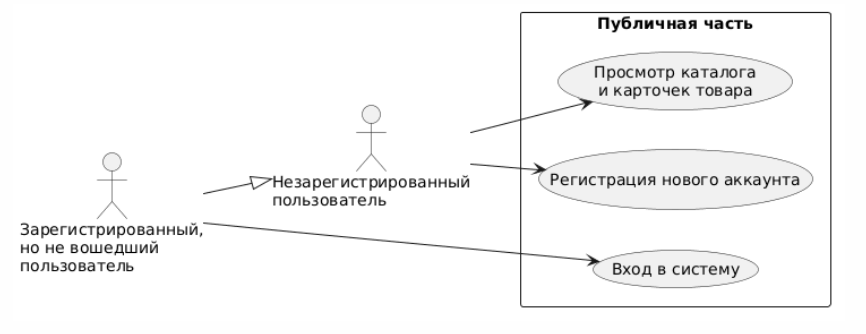 Публичная часть
Просмотр каталога
и карточек товара
Незарегистрированный
пользователь
Регистрация нового аккаунта
Зарегистрированный,
но не вошедший
пользователь
Вход в систему